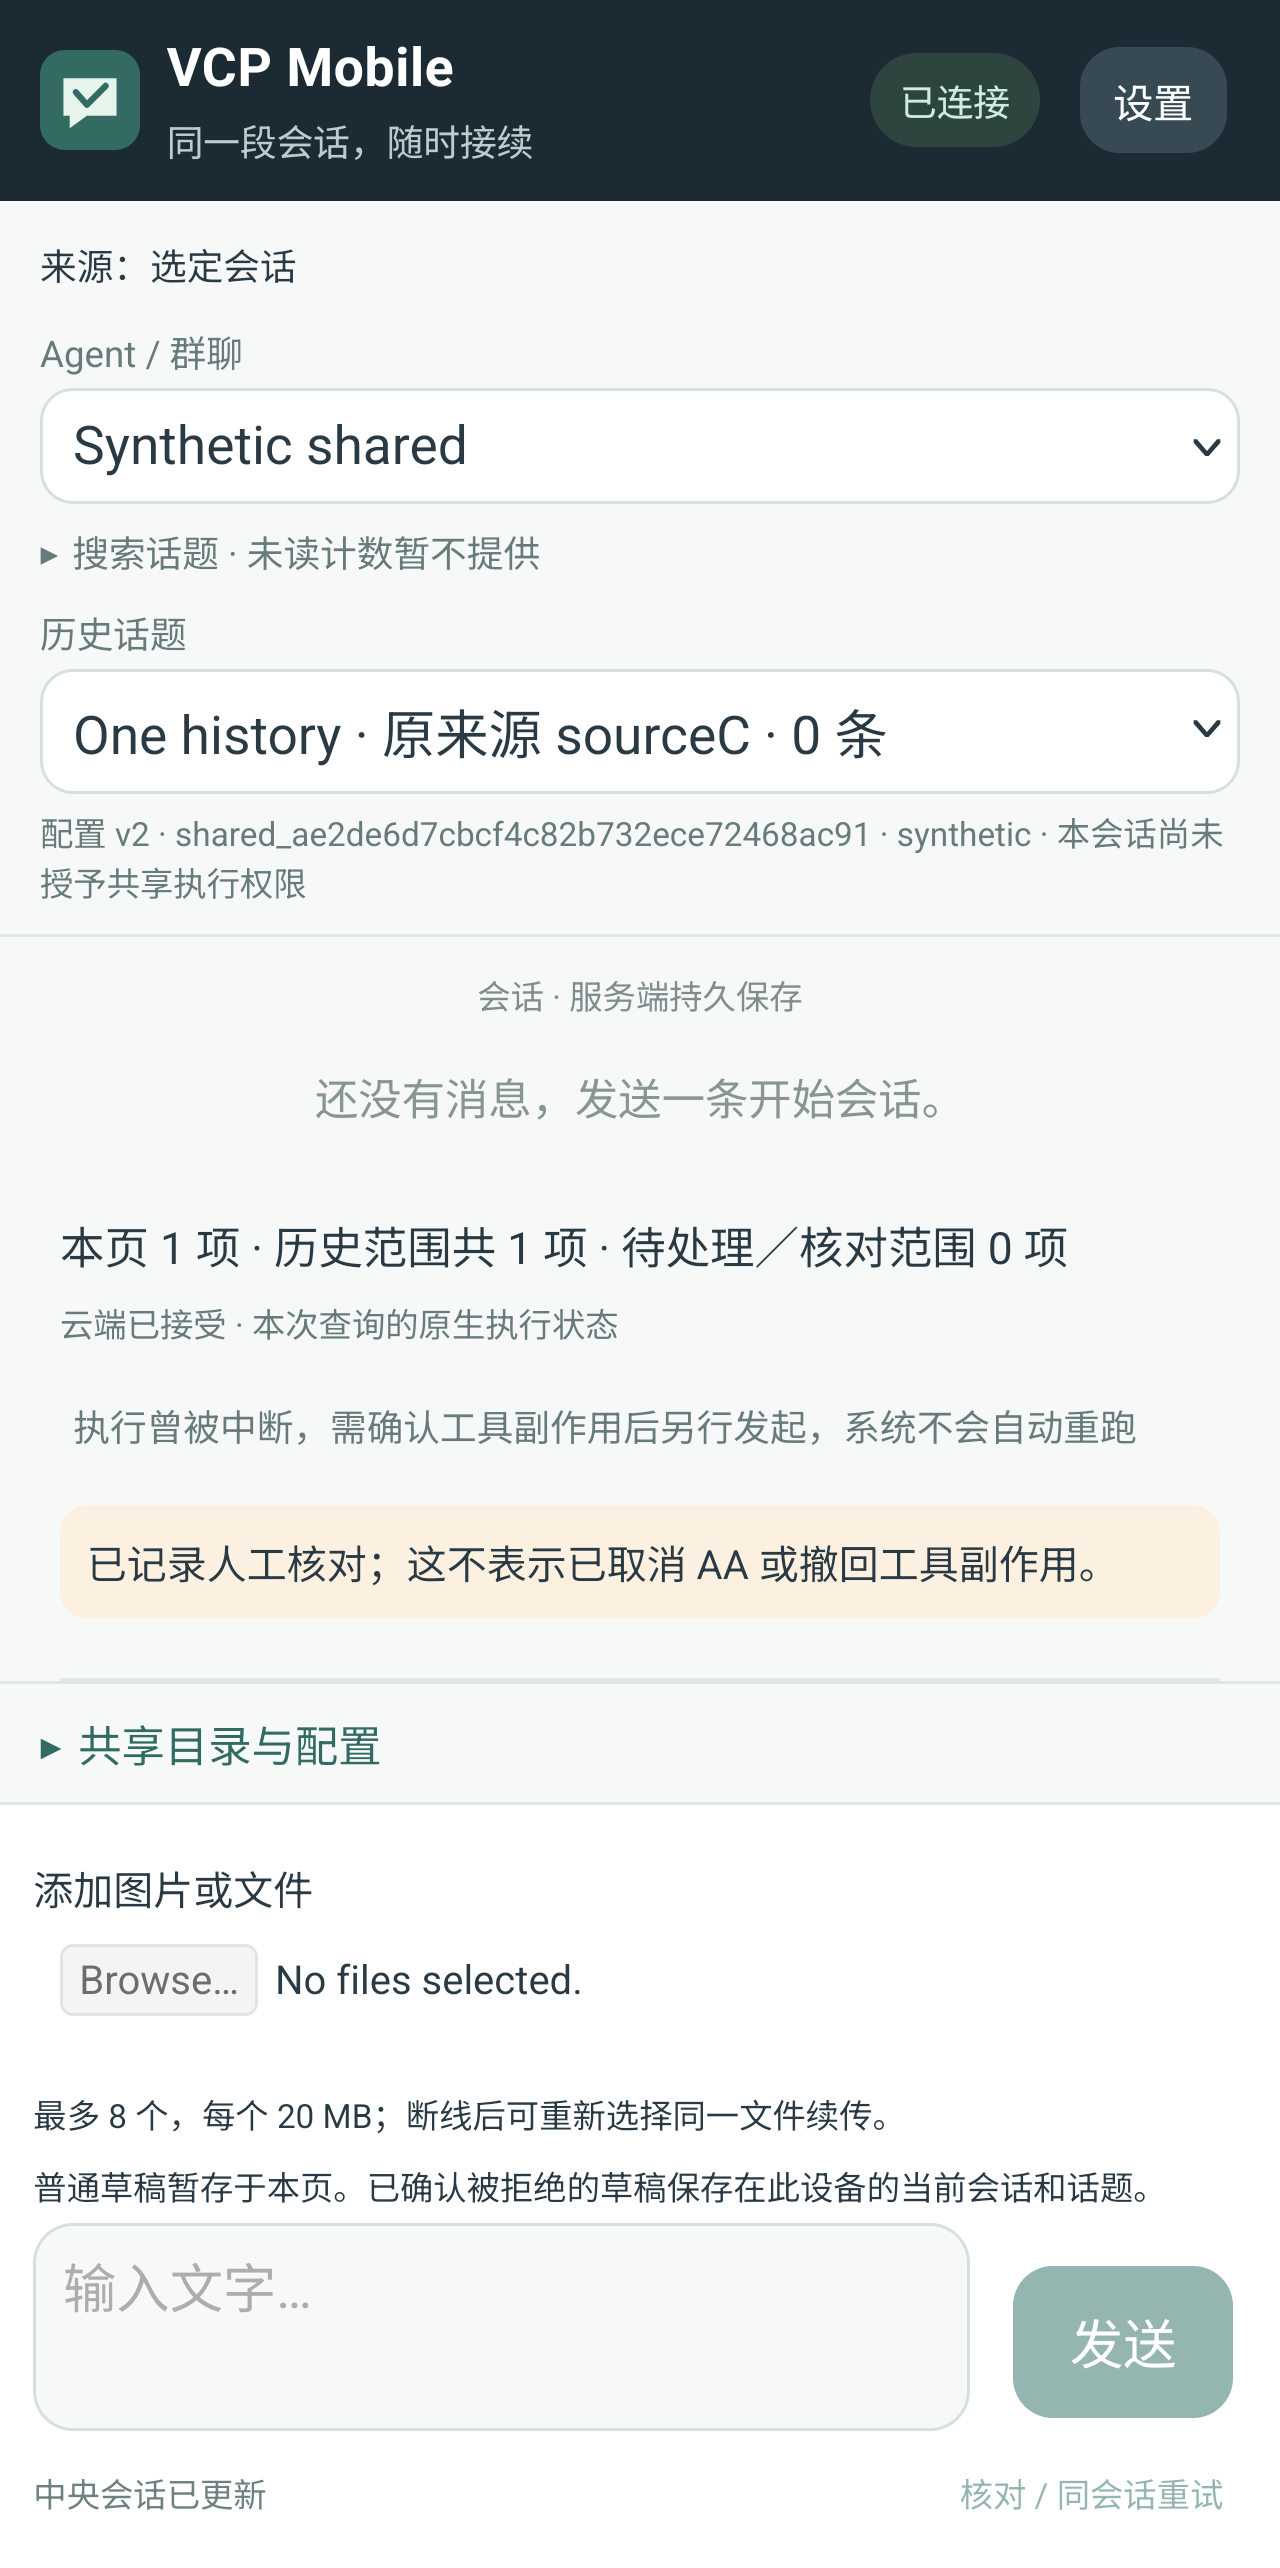 VCP Mobile
同一段会话，随时接续
已连接
设置
来源：选定会话
Agent / 群聊
Synthetic shared
▸ 搜索话题 · 未读计数暂不提供
历史话题
One history · 原来源 sourceC · 0 条
配置 v2 · shared_ae2de6d7cbcf4c82b732ece72468ac91 · synthetic · 本会话尚未
授予共享执行权限
会话 · 服务端持久保存
还没有消息，发送一条开始会话。
本页 1 项 · 历史范围共 1 项 · 待处理／核对范围 0 项
云端已接受 · 本次查询的原生执行状态
执行曾被中断，需确认工具副作用后另行发起，系统不会自动重跑
已记录人工核对；这不表示已取消 AA 或撤回工具副作用。
▸ 共享目录与配置
添加图片或文件
Browse… No files selected.
最多 8 个，每个 20 MB；断线后可重新选择同一文件续传。
普通草稿暂存于本页。已确认被拒绝的草稿保存在此设备的当前会话和话题。
输入文字…
发送
中央会话已更新
核对 / 同会话重试